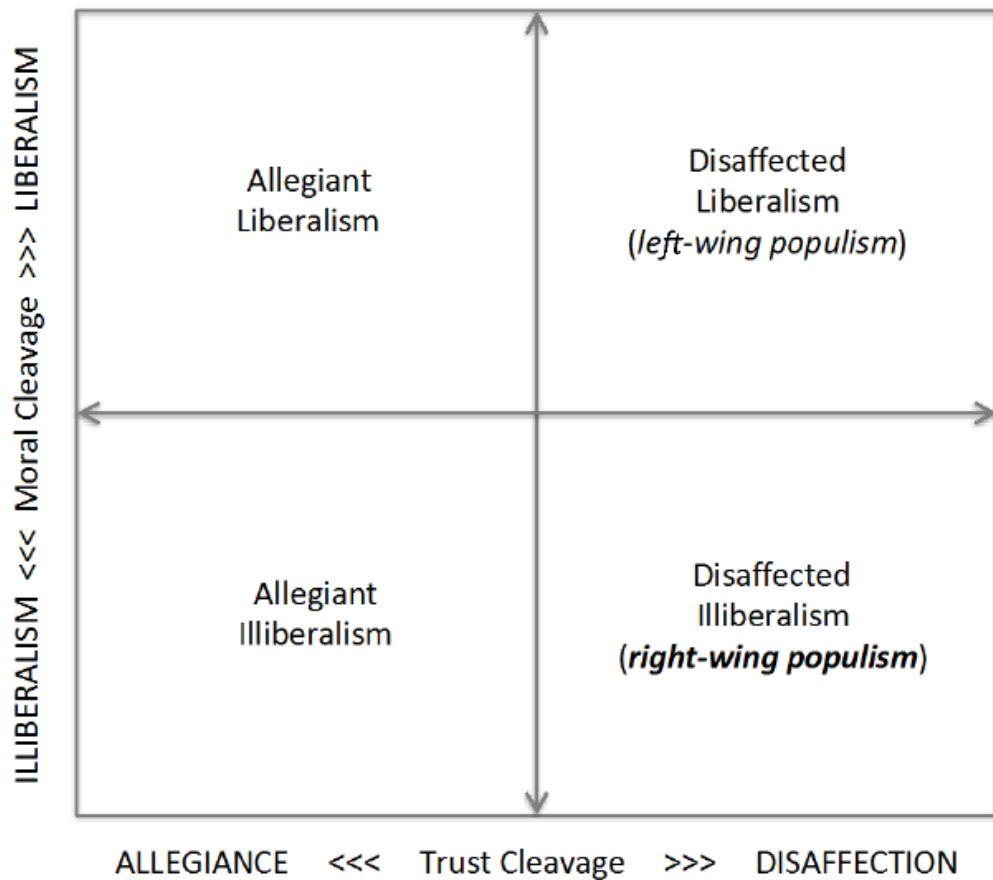 ILLIBERALISM <<< Moral Cleavage >>> LIBERALISM
Allegiant
Liberalism
Disaffected
Liberalism
(left-wing populism)
Allegiant
Illiberalism
Disaffected
Illiberalism
(right-wing populism)
ALLEGIANCE <<< Trust Cleavage >>> DISAFFECTION